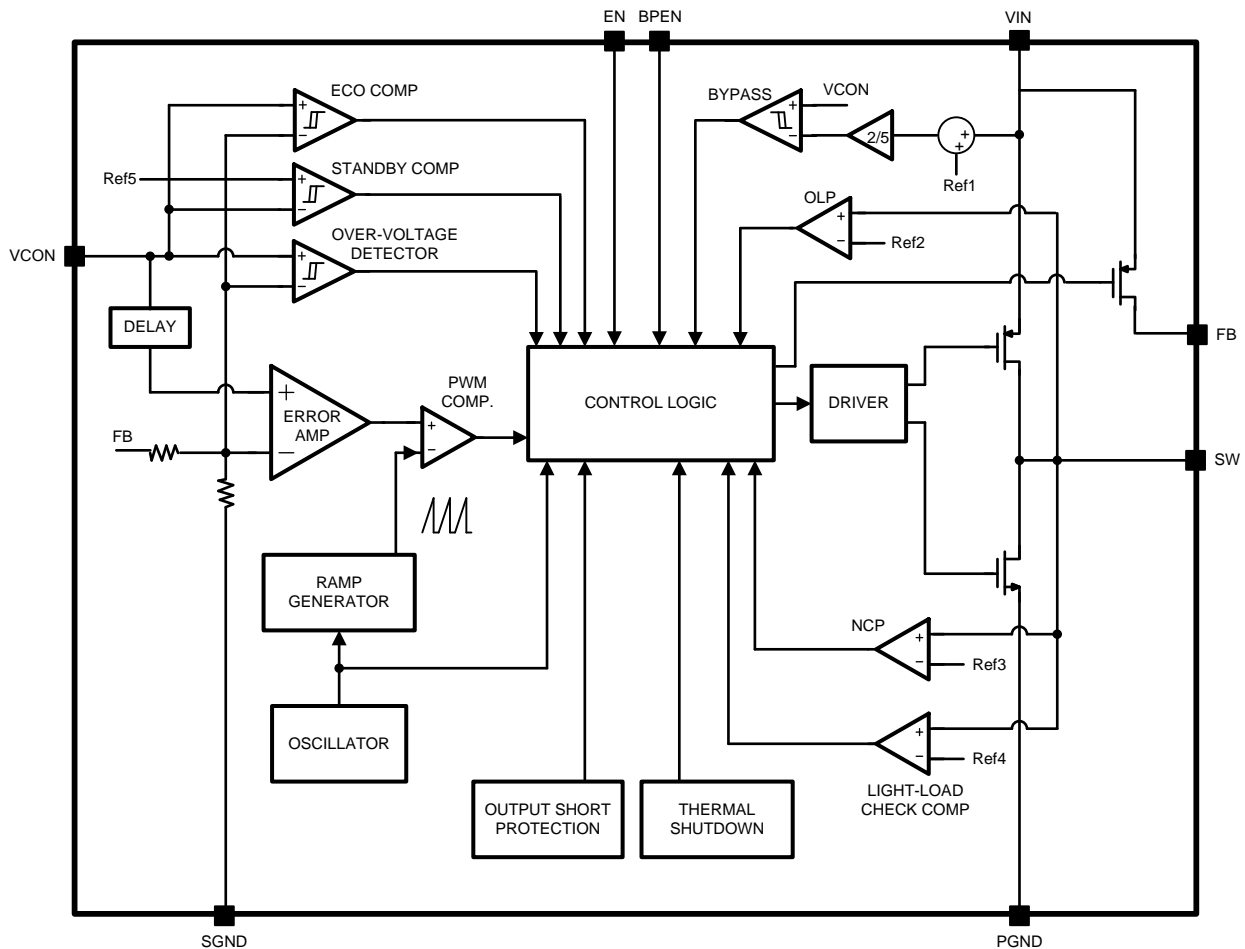 EN
BPEN
VIN
ECO COMP
+
−
BYPASS
VCON
+
−
2/5
+
+
Ref1
STANDBY COMP
Ref5
+
−
OLP
+
−
Ref2
OVER-VOLTAGE
DETECTOR
VCON
+
−
DELAY
FB
PWM
COMP.
+
ERROR
AMP
−
+
−
CONTROL LOGIC
DRIVER
FB
SW
RAMP
GENERATOR
NCP
+
−
Ref3
OSCILLATOR
+
−
Ref4
LIGHT-LOAD
CHECK COMP
OUTPUT SHORT
PROTECTION
THERMAL
SHUTDOWN
SGND
PGND